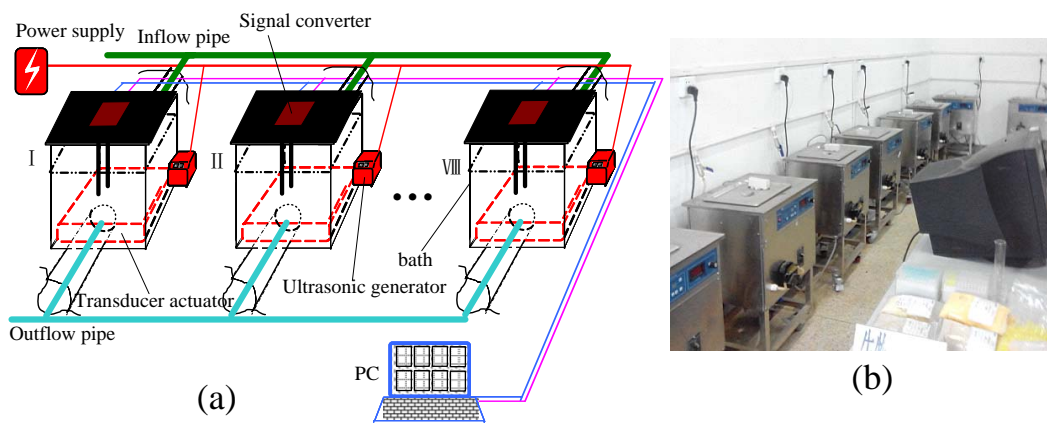 Signal converter
Power supply
Inflow pipe
I
II
VIII
bath
Ultrasonic generator
Transducer actuator
Outflow pipe
PC
(a)
(b)